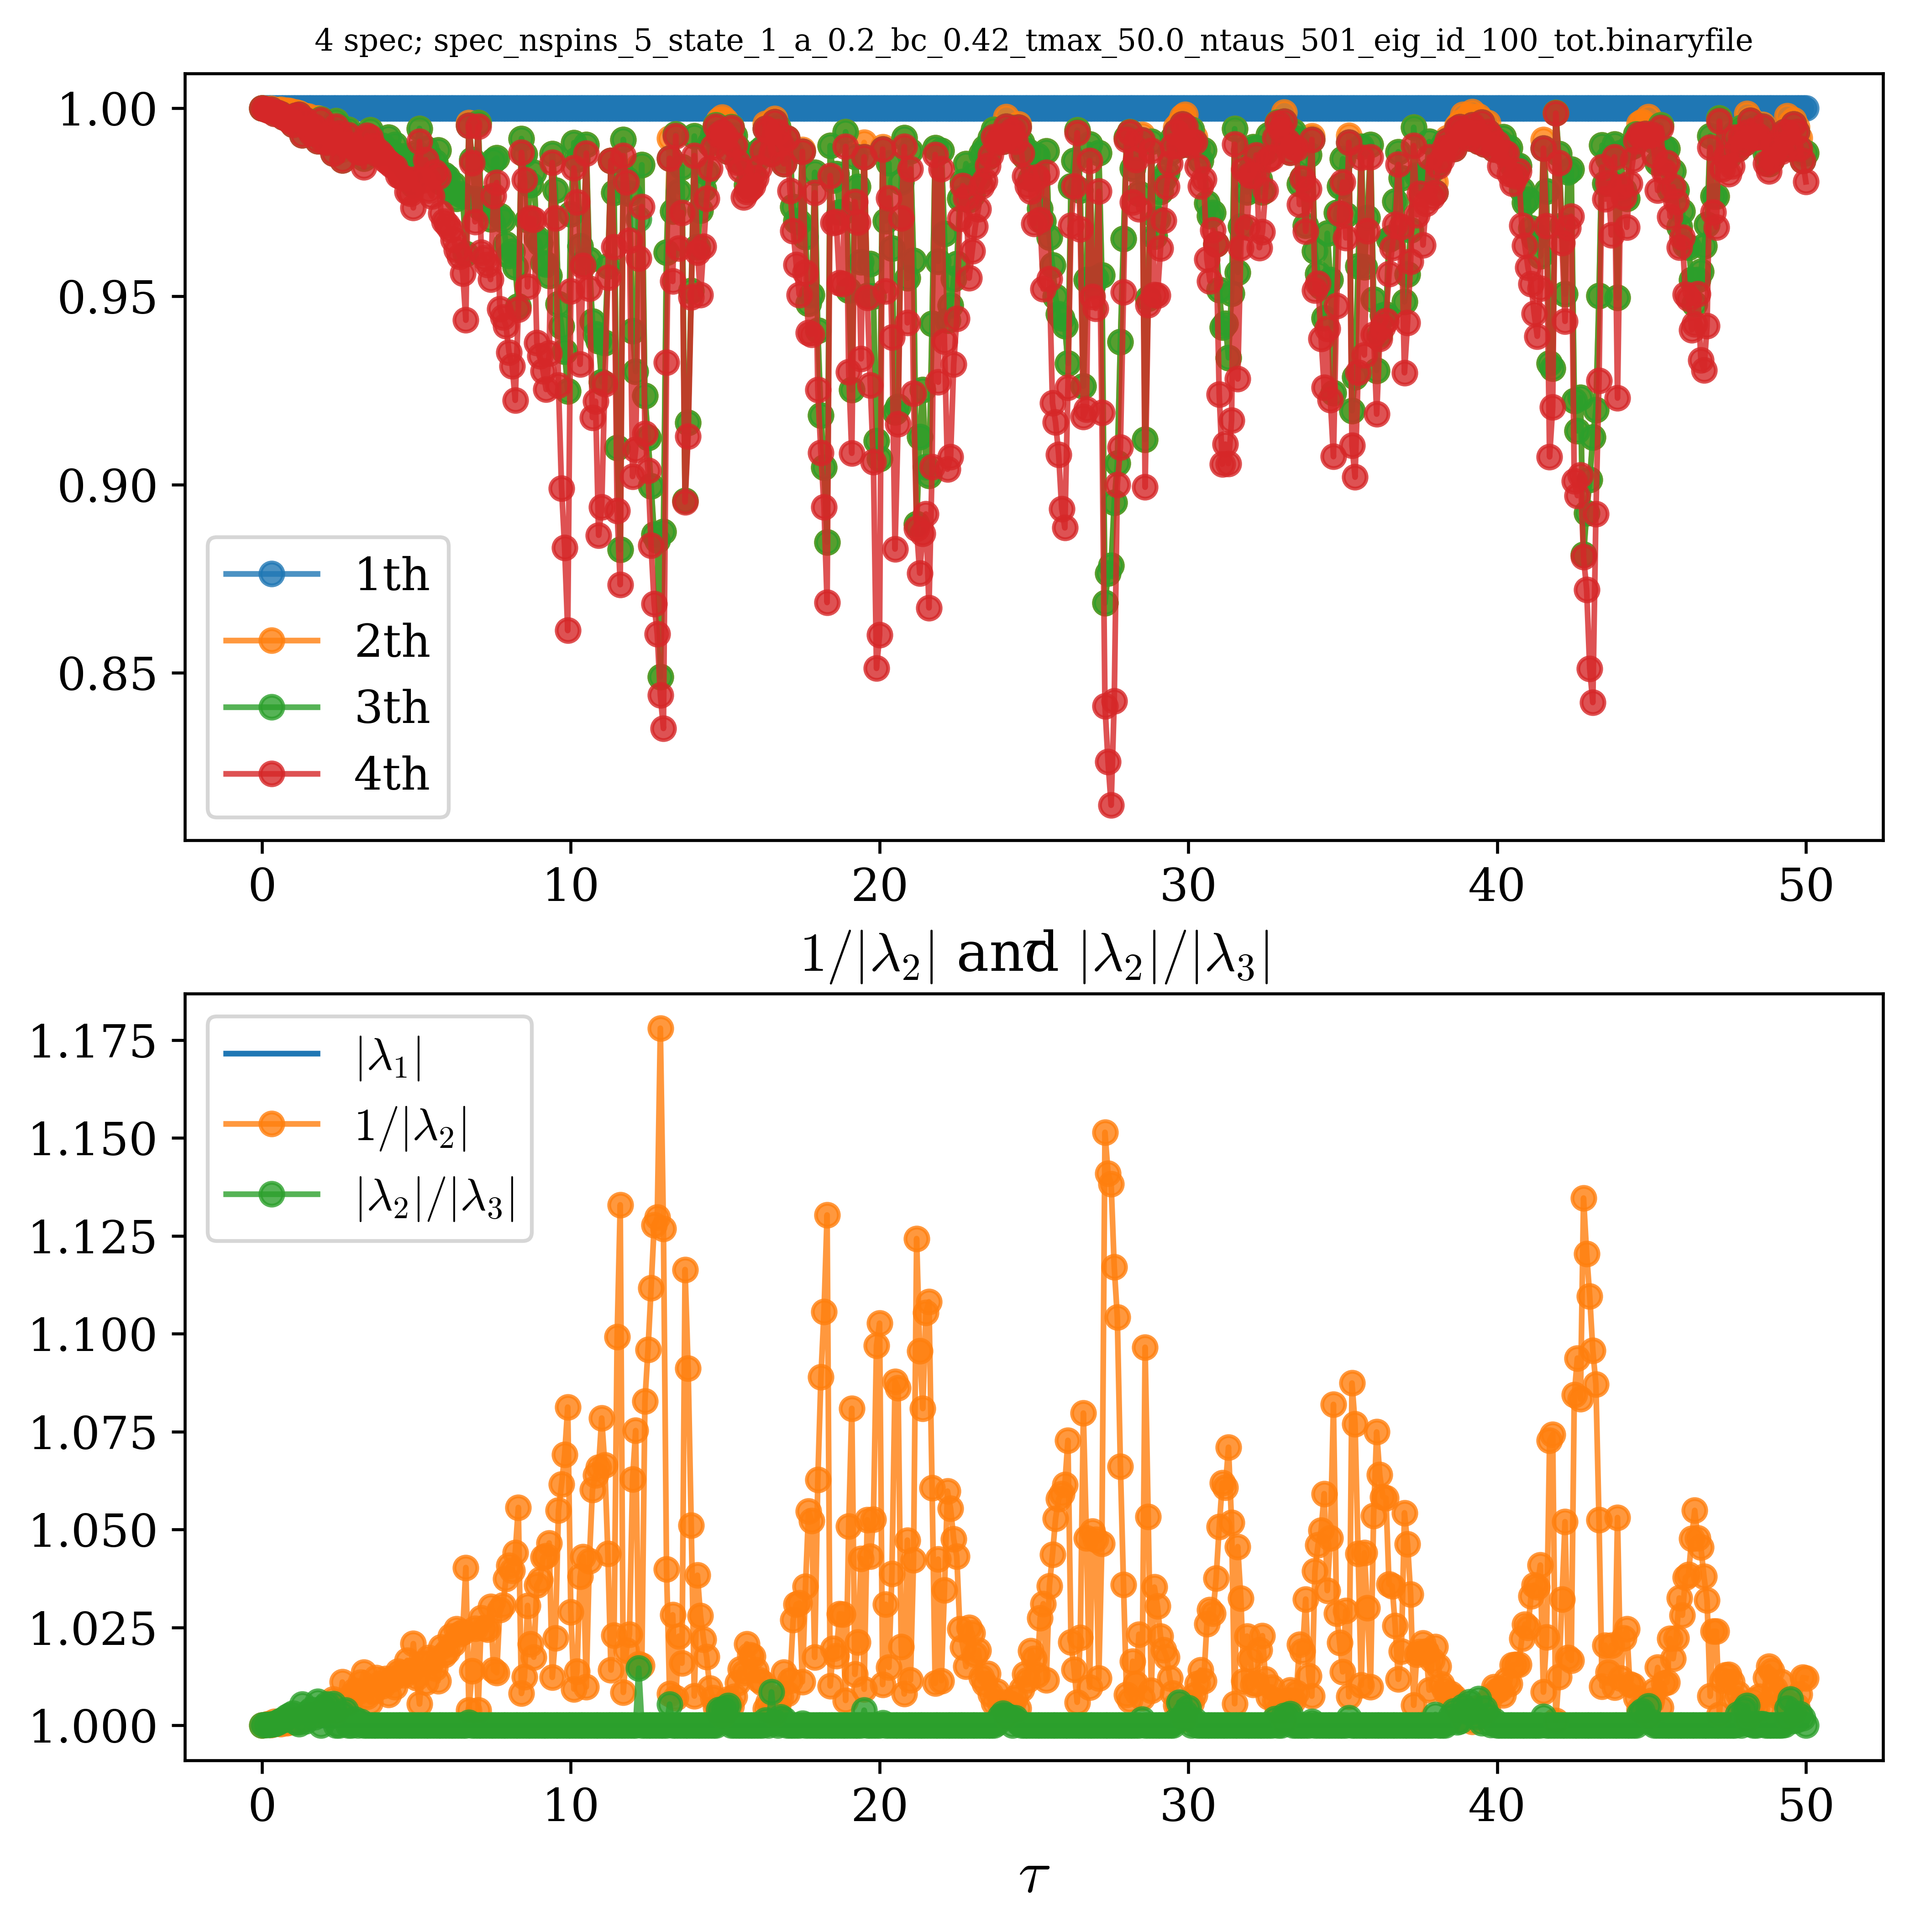 4 spec; spec_nspins_5_state_1_a_0.2_bc_0.42_tmax_50.0_ntaus_501_eig_id_100_tot.binaryfile
1.00
0.95
0.90
0.85
1th
2th
3th
4th
0 10 20 30 40 50
τ
1/|λ₂| and |λ₂|/|λ₃|
1.175
1.150
1.125
1.100
1.075
1.050
1.025
1.000
|λ₁|
1/|λ₂|
|λ₂|/|λ₃|
0 10 20 30 40 50
τ